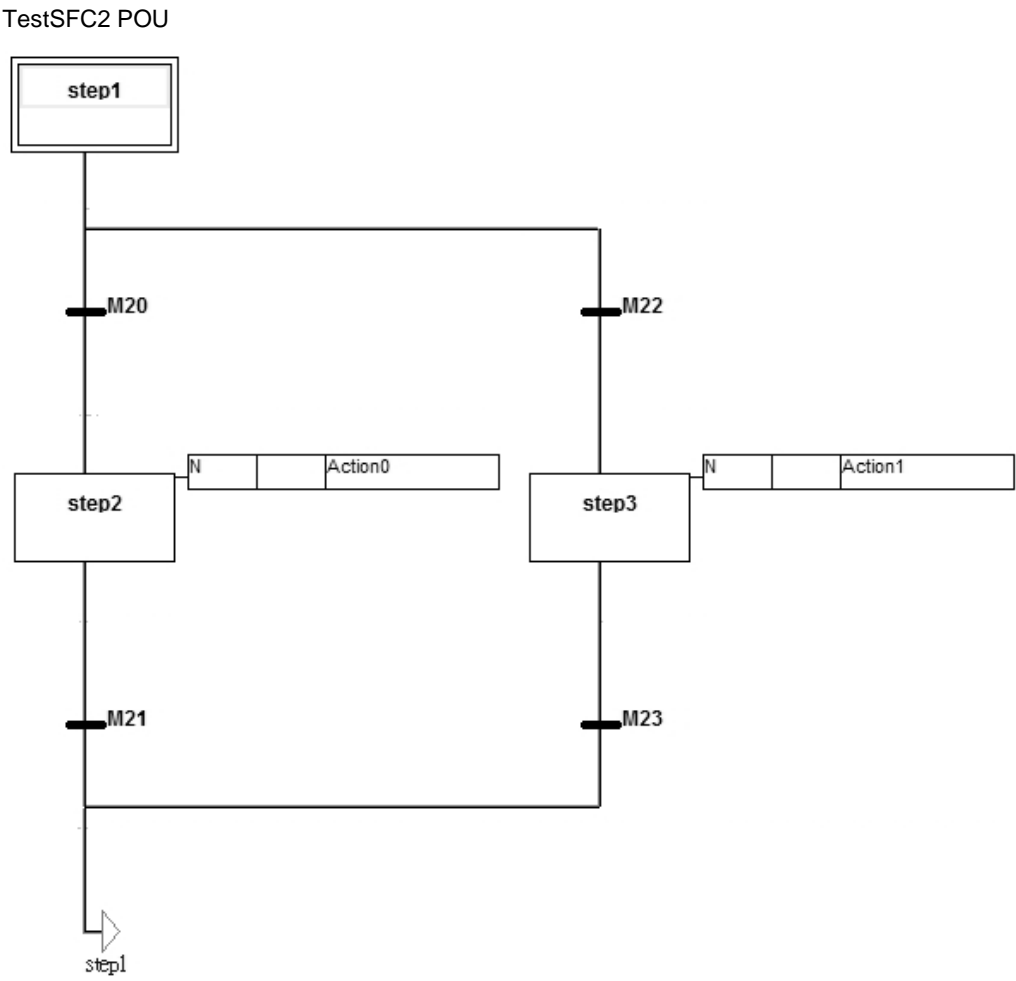 TestSFC2 POU
step1
M20
M22
N Action0
N Action1
step2
step3
M21
M23
step1